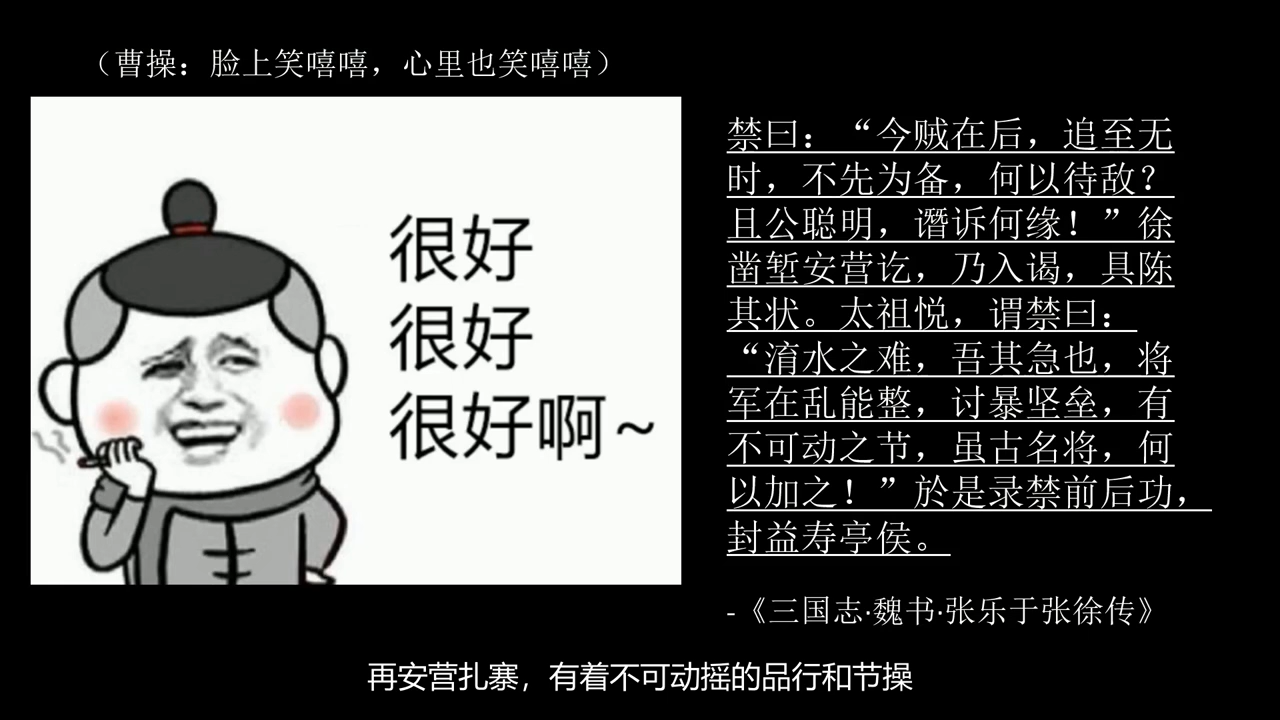 （曹操：脸上笑嘻嘻，心里也笑嘻嘻）
很好
很好
很好啊~
禁曰：“今贼在后，追至无
时，不先为备，何以待敌？
且公聪明，谮诉何缘！”徐
凿堑安营讫，乃入谒，具陈
其状。太祖悦，谓禁曰：
“淯水之难，吾其急也，将
军在乱能整，讨暴坚垒，有
不可动之节，虽古名将，何
以加之！”於是录禁前后功，
封益寿亭侯。
-《三国志·魏书·张乐于张徐传》
再安营扎寨，有着不可动摇的品行和节操